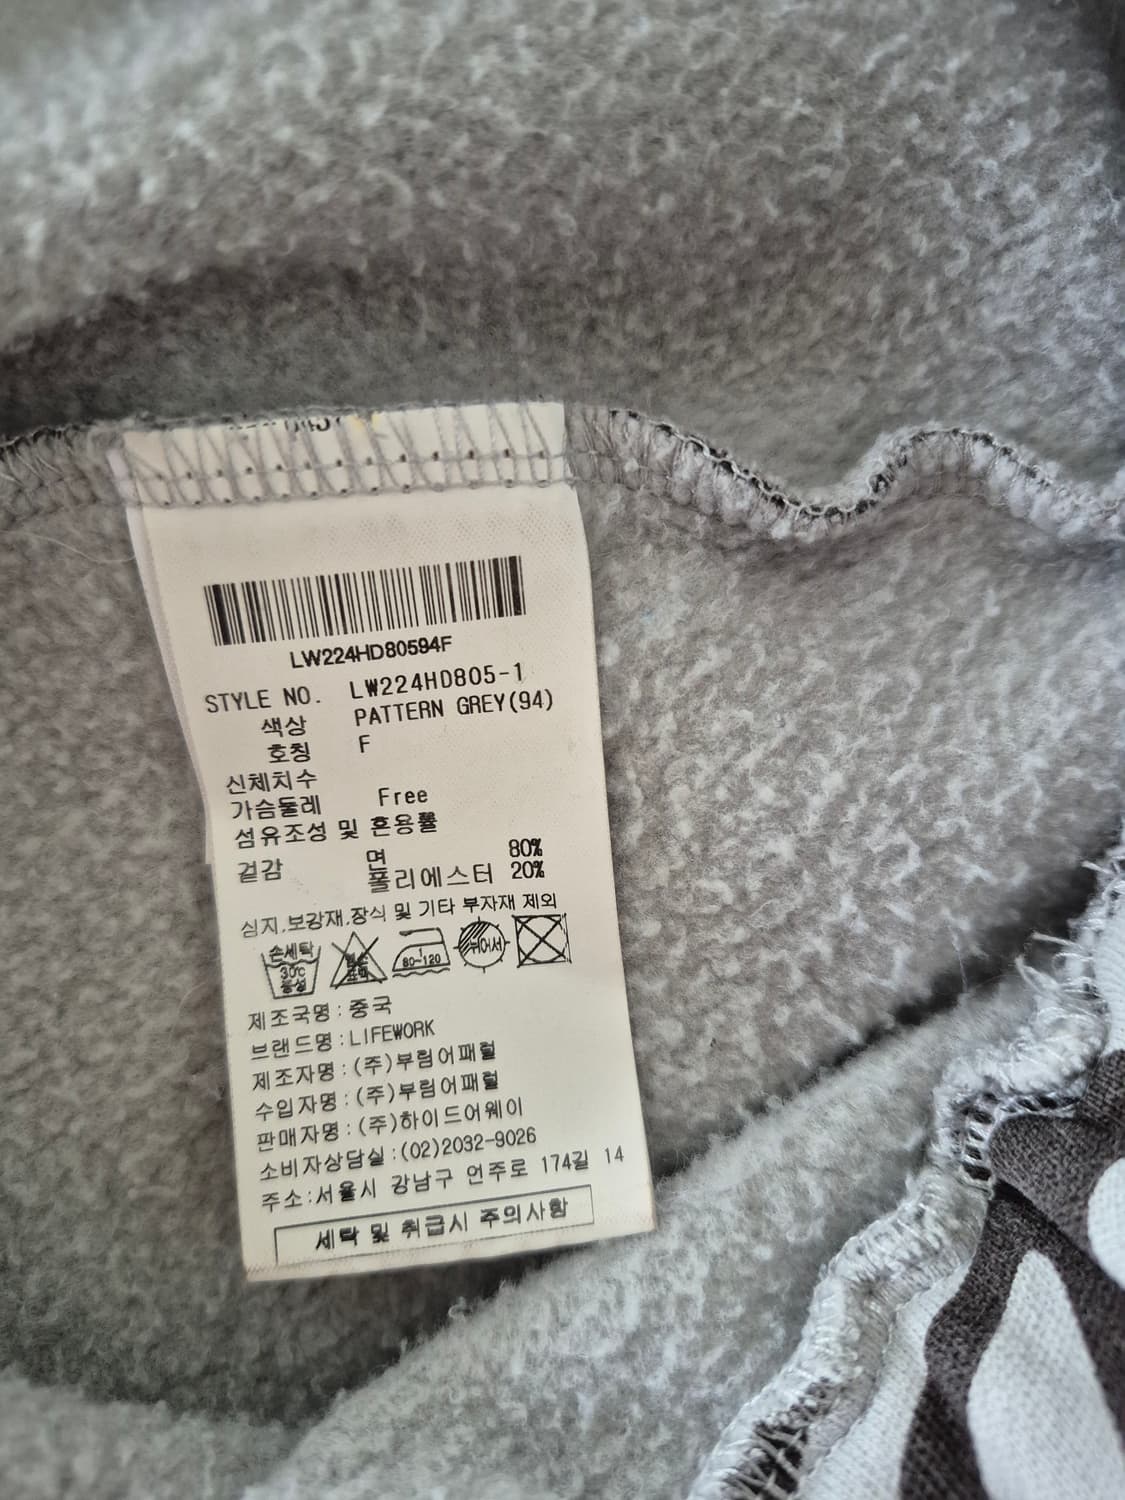 LW224HD80594F
STYLE NO. LW224HD805-1
색상 PATTERN GREY(94)
호칭 F
신체치수
가슴둘레 Free
섬유조성 및 혼용률
겉감 면 80%
폴리에스터 20%
심지,보강재,장식 및 기타 부자재 제외
손세탁 30℃ 중성 80~120 뉘어서
제조국명:중국
브랜드명:LIFEWORK
제조자명:(주)부림어패럴
수입자명:(주)부림어패럴
판매자명:(주)하이드어웨이
소비자상담실:(02)2032-9026
주소:서울시 강남구 언주로 174길 14
세탁 및 취급시 주의사항